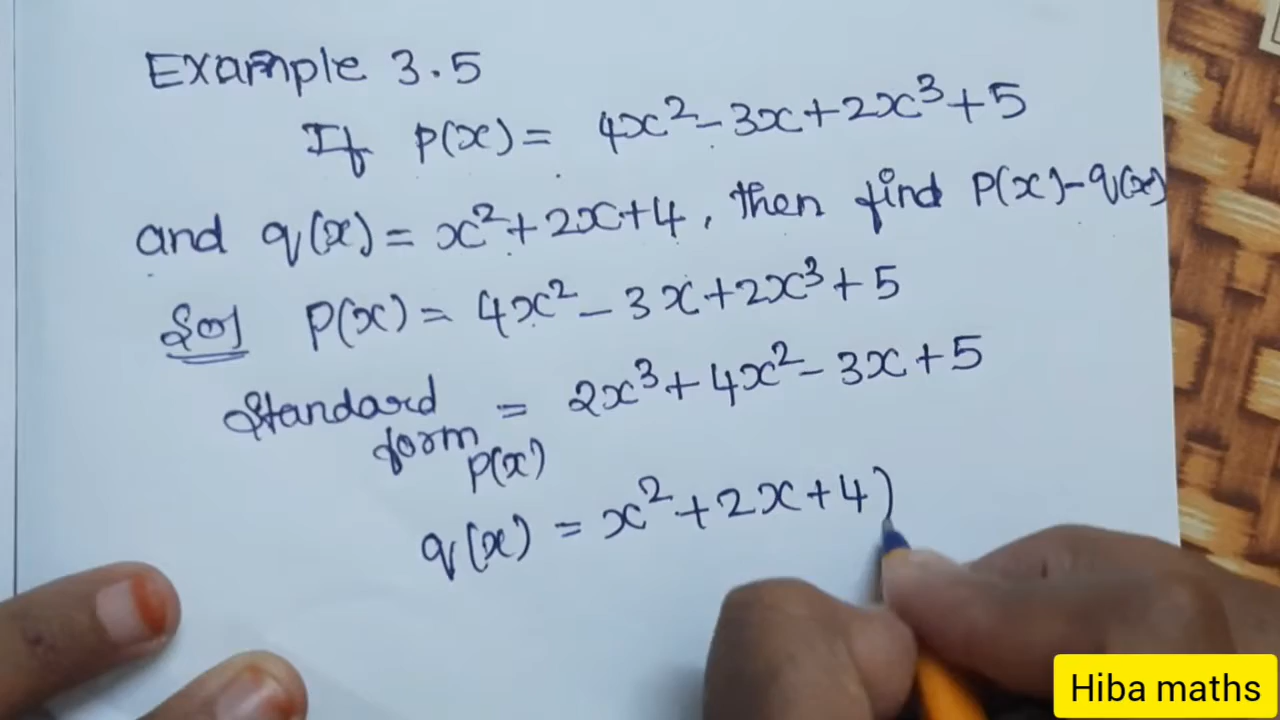 Example 3.5
If P(x) = 4x² - 3x + 2x³ + 5
and q(x) = x² + 2x + 4, then find P(x) - q(x)
Sol P(x) = 4x² - 3x + 2x³ + 5
Standard form P(x) = 2x³ + 4x² - 3x + 5
q(x) = x² + 2x + 4)
Hiba maths